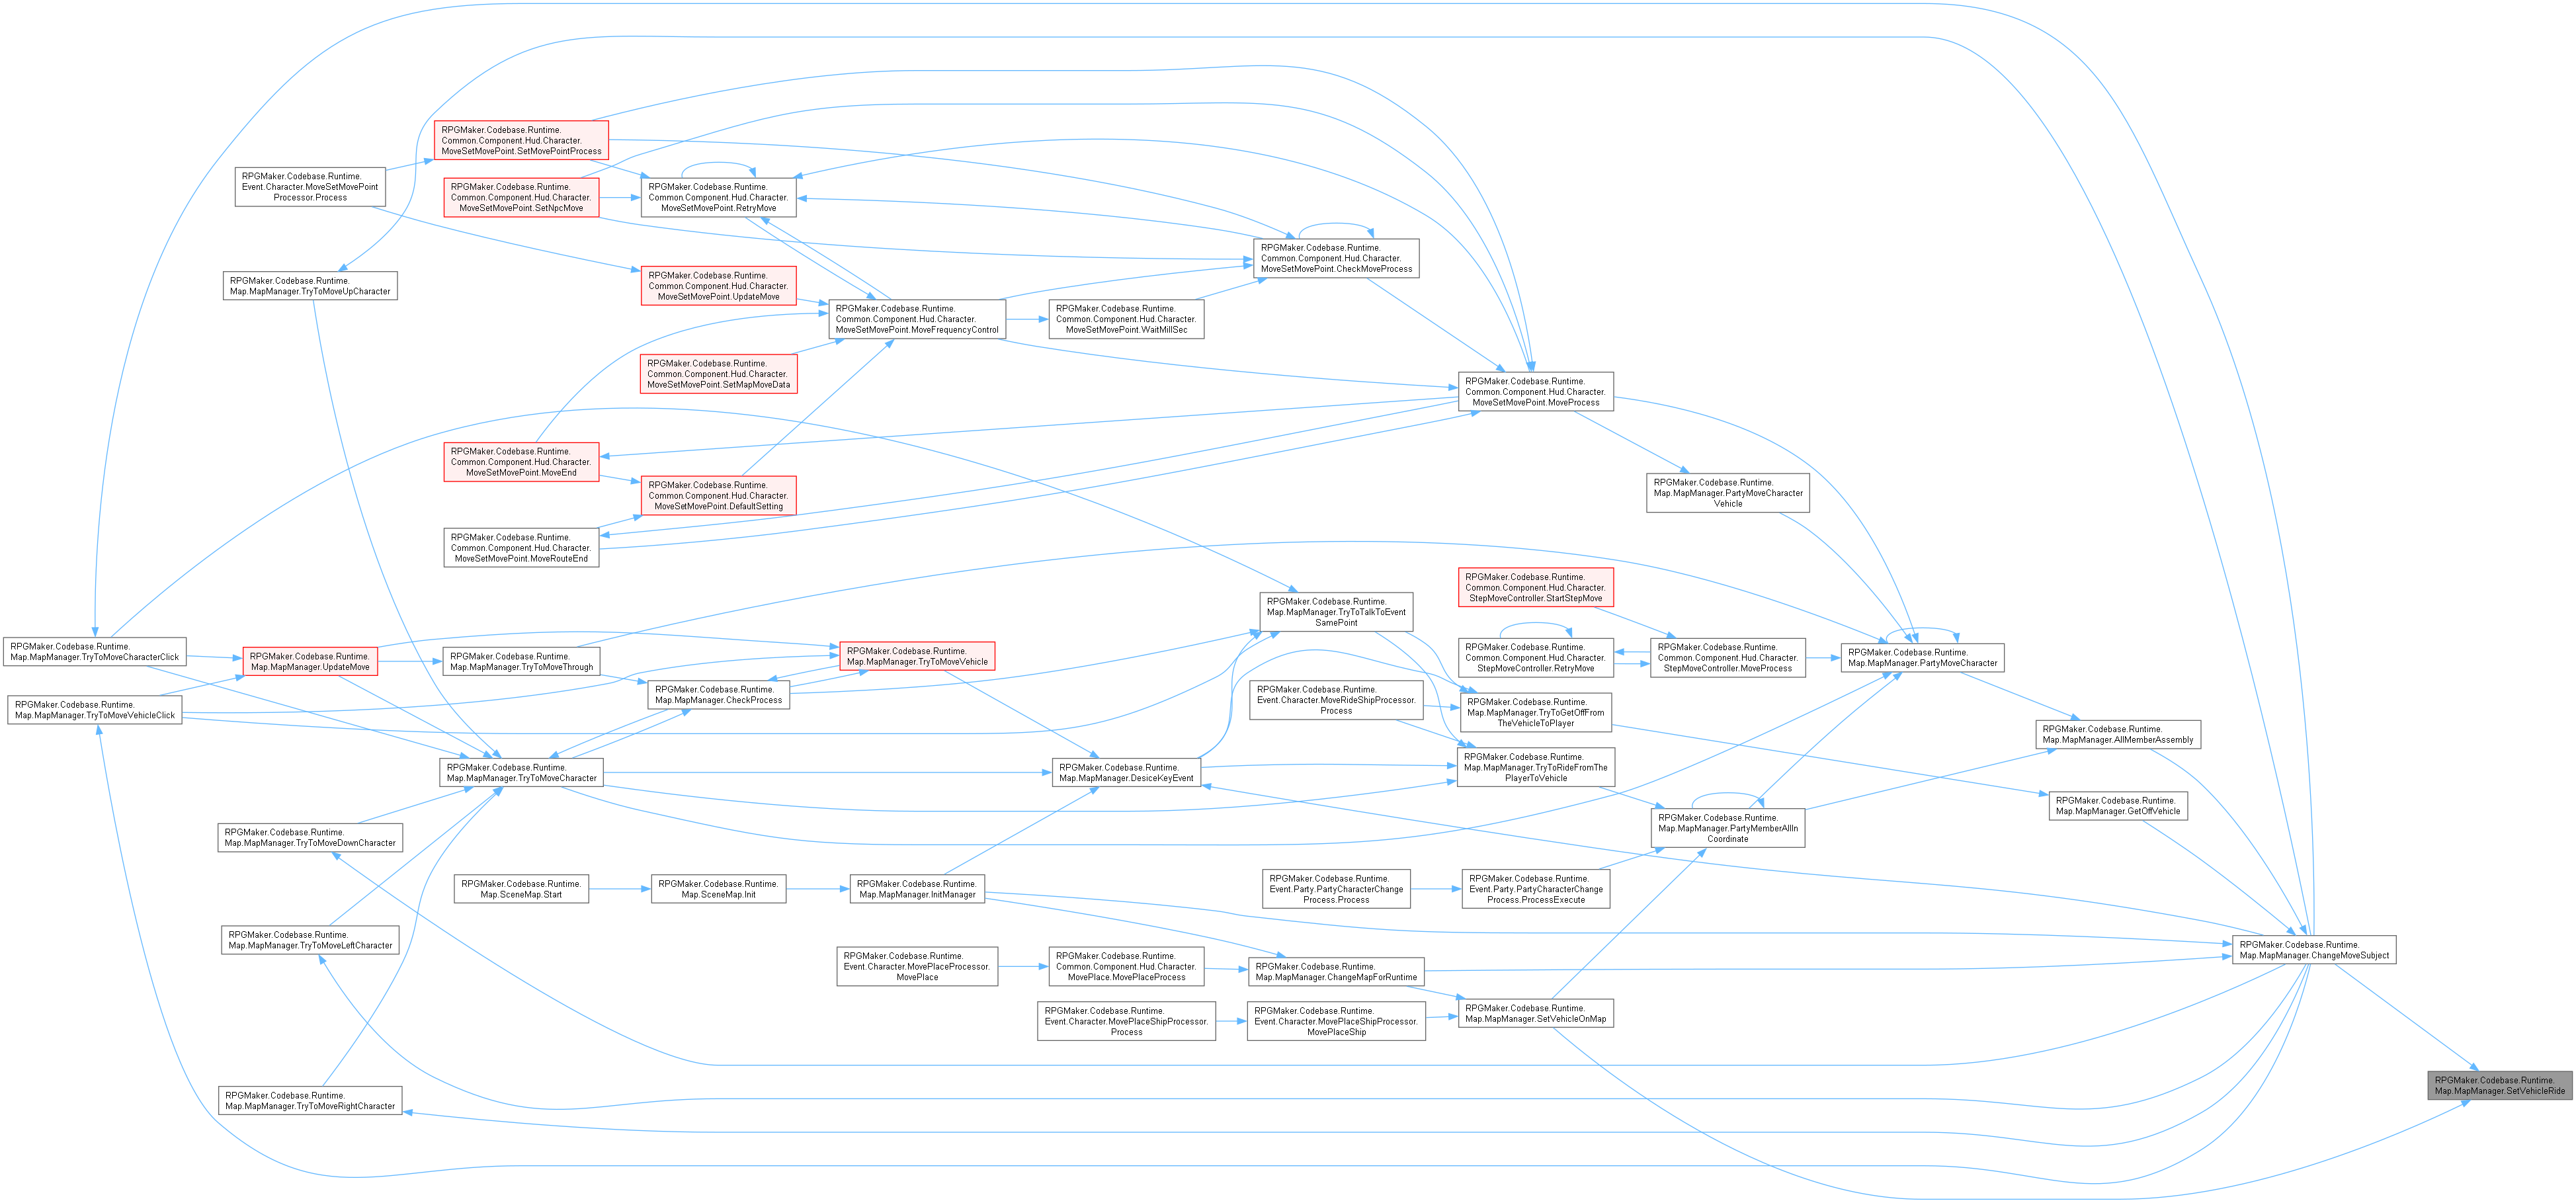 RPGMaker.Codebase.Runtime.
Common.Component.Hud.Character.
MoveSetMovePoint.SetMovePointProcess
RPGMaker.Codebase.Runtime.
Event.Character.MoveSetMovePoint
Processor.Process
RPGMaker.Codebase.Runtime.
Common.Component.Hud.Character.
MoveSetMovePoint.SetNpcMove
RPGMaker.Codebase.Runtime.
Common.Component.Hud.Character.
MoveSetMovePoint.RetryMove
RPGMaker.Codebase.Runtime.
Common.Component.Hud.Character.
MoveSetMovePoint.CheckMoveProcess
RPGMaker.Codebase.Runtime.
Map.MapManager.TryToMoveUpCharacter
RPGMaker.Codebase.Runtime.
Common.Component.Hud.Character.
MoveSetMovePoint.UpdateMove
RPGMaker.Codebase.Runtime.
Common.Component.Hud.Character.
MoveSetMovePoint.MoveFrequencyControl
RPGMaker.Codebase.Runtime.
Common.Component.Hud.Character.
MoveSetMovePoint.WaitMillSec
RPGMaker.Codebase.Runtime.
Common.Component.Hud.Character.
MoveSetMovePoint.SetMapMoveData
RPGMaker.Codebase.Runtime.
Common.Component.Hud.Character.
MoveSetMovePoint.MoveProcess
RPGMaker.Codebase.Runtime.
Common.Component.Hud.Character.
MoveSetMovePoint.MoveEnd
RPGMaker.Codebase.Runtime.
Common.Component.Hud.Character.
MoveSetMovePoint.DefaultSetting
RPGMaker.Codebase.Runtime.
Map.MapManager.PartyMoveCharacter
Vehicle
RPGMaker.Codebase.Runtime.
Common.Component.Hud.Character.
MoveSetMovePoint.MoveRouteEnd
RPGMaker.Codebase.Runtime.
Common.Component.Hud.Character.
StepMoveController.StartStepMove
RPGMaker.Codebase.Runtime.
Map.MapManager.TryToTalkToEvent
SamePoint
RPGMaker.Codebase.Runtime.
Map.MapManager.TryToMoveCharacterClick
RPGMaker.Codebase.Runtime.
Map.MapManager.UpdateMove
RPGMaker.Codebase.Runtime.
Map.MapManager.TryToMoveThrough
RPGMaker.Codebase.Runtime.
Map.MapManager.TryToMoveVehicle
RPGMaker.Codebase.Runtime.
Common.Component.Hud.Character.
StepMoveController.RetryMove
RPGMaker.Codebase.Runtime.
Common.Component.Hud.Character.
StepMoveController.MoveProcess
RPGMaker.Codebase.Runtime.
Map.MapManager.PartyMoveCharacter
RPGMaker.Codebase.Runtime.
Map.MapManager.TryToMoveVehicleClick
RPGMaker.Codebase.Runtime.
Map.MapManager.CheckProcess
RPGMaker.Codebase.Runtime.
Event.Character.MoveRideShipProcessor.
Process
RPGMaker.Codebase.Runtime.
Map.MapManager.TryToGetOffFrom
TheVehicleToPlayer
RPGMaker.Codebase.Runtime.
Map.MapManager.AllMemberAssembly
RPGMaker.Codebase.Runtime.
Map.MapManager.TryToMoveCharacter
RPGMaker.Codebase.Runtime.
Map.MapManager.DesiceKeyEvent
RPGMaker.Codebase.Runtime.
Map.MapManager.TryToRideFromThe
PlayerToVehicle
RPGMaker.Codebase.Runtime.
Map.MapManager.GetOffVehicle
RPGMaker.Codebase.Runtime.
Map.MapManager.TryToMoveDownCharacter
RPGMaker.Codebase.Runtime.
Map.MapManager.PartyMemberAllIn
Coordinate
RPGMaker.Codebase.Runtime.
Map.SceneMap.Start
RPGMaker.Codebase.Runtime.
Map.SceneMap.Init
RPGMaker.Codebase.Runtime.
Map.MapManager.InitManager
RPGMaker.Codebase.Runtime.
Event.Party.PartyCharacterChange
Process.Process
RPGMaker.Codebase.Runtime.
Event.Party.PartyCharacterChange
Process.ProcessExecute
RPGMaker.Codebase.Runtime.
Map.MapManager.TryToMoveLeftCharacter
RPGMaker.Codebase.Runtime.
Event.Character.MovePlaceProcessor.
MovePlace
RPGMaker.Codebase.Runtime.
Common.Component.Hud.Character.
MovePlace.MovePlaceProcess
RPGMaker.Codebase.Runtime.
Map.MapManager.ChangeMapForRuntime
RPGMaker.Codebase.Runtime.
Map.MapManager.ChangeMoveSubject
RPGMaker.Codebase.Runtime.
Event.Character.MovePlaceShipProcessor.
Process
RPGMaker.Codebase.Runtime.
Event.Character.MovePlaceShipProcessor.
MovePlaceShip
RPGMaker.Codebase.Runtime.
Map.MapManager.SetVehicleOnMap
RPGMaker.Codebase.Runtime.
Map.MapManager.TryToMoveRightCharacter
RPGMaker.Codebase.Runtime.
Map.MapManager.SetVehicleRide